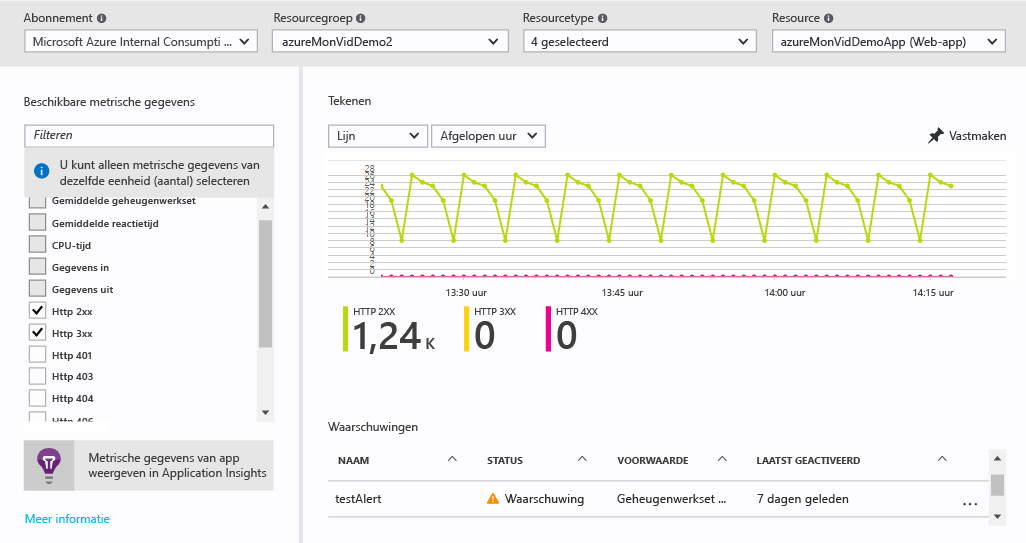 Abonnement
Resourcegroep
Resourcetype
Resource
Microsoft Azure Internal Consumpti ...
azureMonVidDemo2
4 geselecteerd
azureMonVidDemoApp (Web-app)
Beschikbare metrische gegevens
Filteren
U kunt alleen metrische gegevens van
dezelfde eenheid (aantal) selecteren
Gemiddelde geheugenwerkset
Gemiddelde reactietijd
CPU-tijd
Gegevens in
Gegevens uit
Http 2xx
Http 3xx
Http 401
Http 403
Http 404
Http 406
Metrische gegevens van app
weergeven in Application Insights
Meer informatie
Tekenen
Lijn
Afgelopen uur
Vastmaken
28
26
24
22
20
18
16
14
12
10
8
6
4
2
0
13:30 uur
13:45 uur
14:00 uur
14:15 uur
HTTP 2XX
1,24 K
HTTP 3XX
0
HTTP 4XX
0
Waarschuwingen
NAAM
STATUS
VOORWAARDE
LAATST GEACTIVEERD
testAlert
Waarschuwing
Geheugenwerkset ...
7 dagen geleden
...